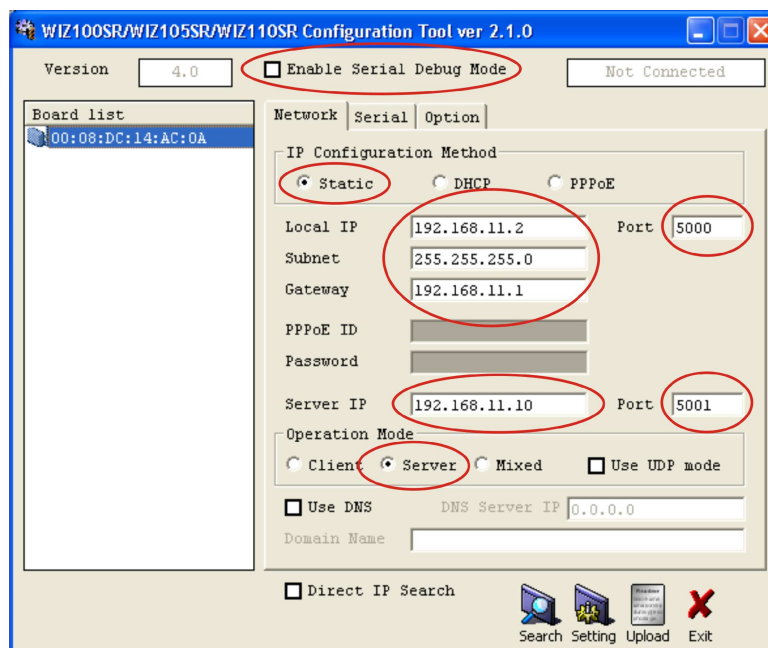 WIZ100SR/WIZ105SR/WIZ110SR Configuration Tool ver 2.1.0
Version 4.0 Enable Serial Debug Mode Not Connected
Board list
00:08:DC:14:AC:0A
Network Serial Option
IP Configuration Method
Static DHCP PPPoE
Local IP 192.168.11.2 Port 5000
Subnet 255.255.255.0
Gateway 192.168.11.1
PPPoE ID
Password
Server IP 192.168.11.10 Port 5001
Operation Mode
Client Server Mixed Use UDP mode
Use DNS DNS Server IP 0.0.0.0
Domain Name
Direct IP Search
Search Setting Upload Exit